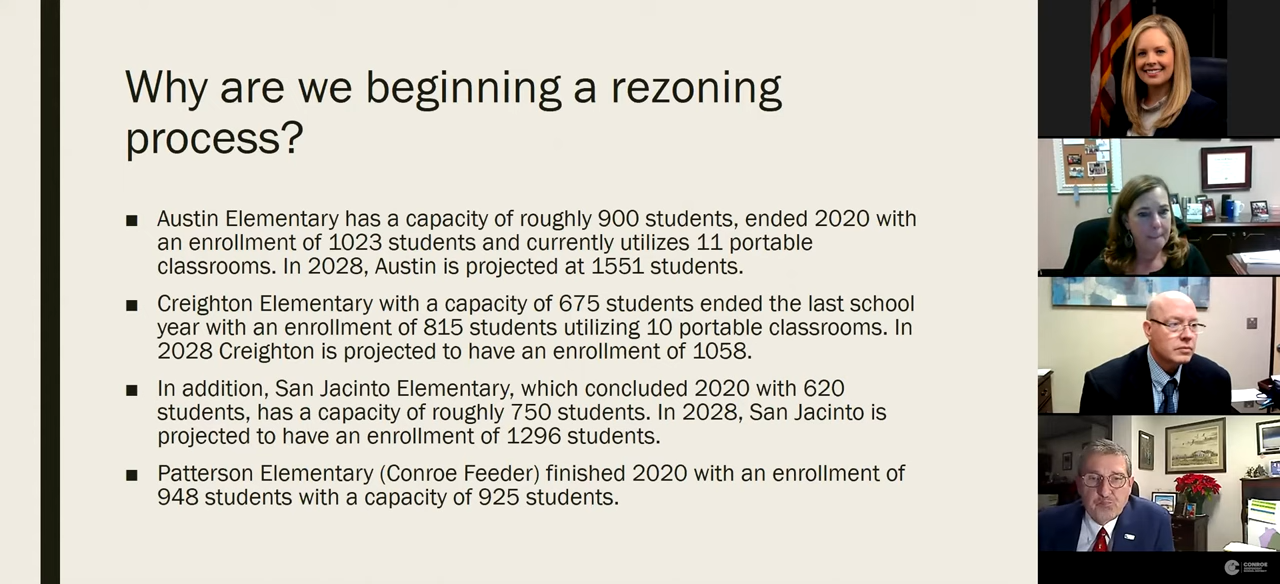 Why are we beginning a rezoning
process?
■ Austin Elementary has a capacity of roughly 900 students, ended 2020 with
an enrollment of 1023 students and currently utilizes 11 portable
classrooms. In 2028, Austin is projected at 1551 students.
■ Creighton Elementary with a capacity of 675 students ended the last school
year with an enrollment of 815 students utilizing 10 portable classrooms. In
2028 Creighton is projected to have an enrollment of 1058.
■ In addition, San Jacinto Elementary, which concluded 2020 with 620
students, has a capacity of roughly 750 students. In 2028, San Jacinto is
projected to have an enrollment of 1296 students.
■ Patterson Elementary (Conroe Feeder) finished 2020 with an enrollment of
948 students with a capacity of 925 students.
CONROE